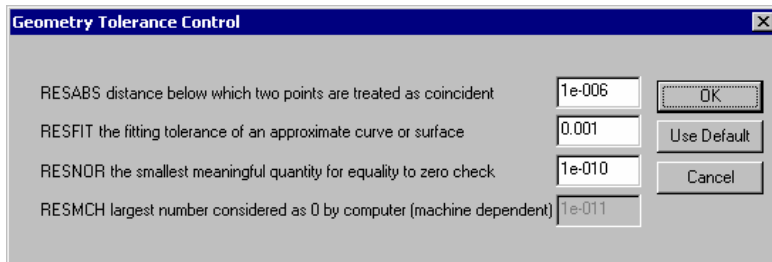 Geometry Tolerance Control
RESABS distance below which two points are treated as coincident 1e-006 OK
RESFIT the fitting tolerance of an approximate curve or surface 0.001 Use Default
RESNOR the smallest meaningful quantity for equality to zero check 1e-010 Cancel
RESMCH largest number considered as 0 by computer (machine dependent) 1e-011